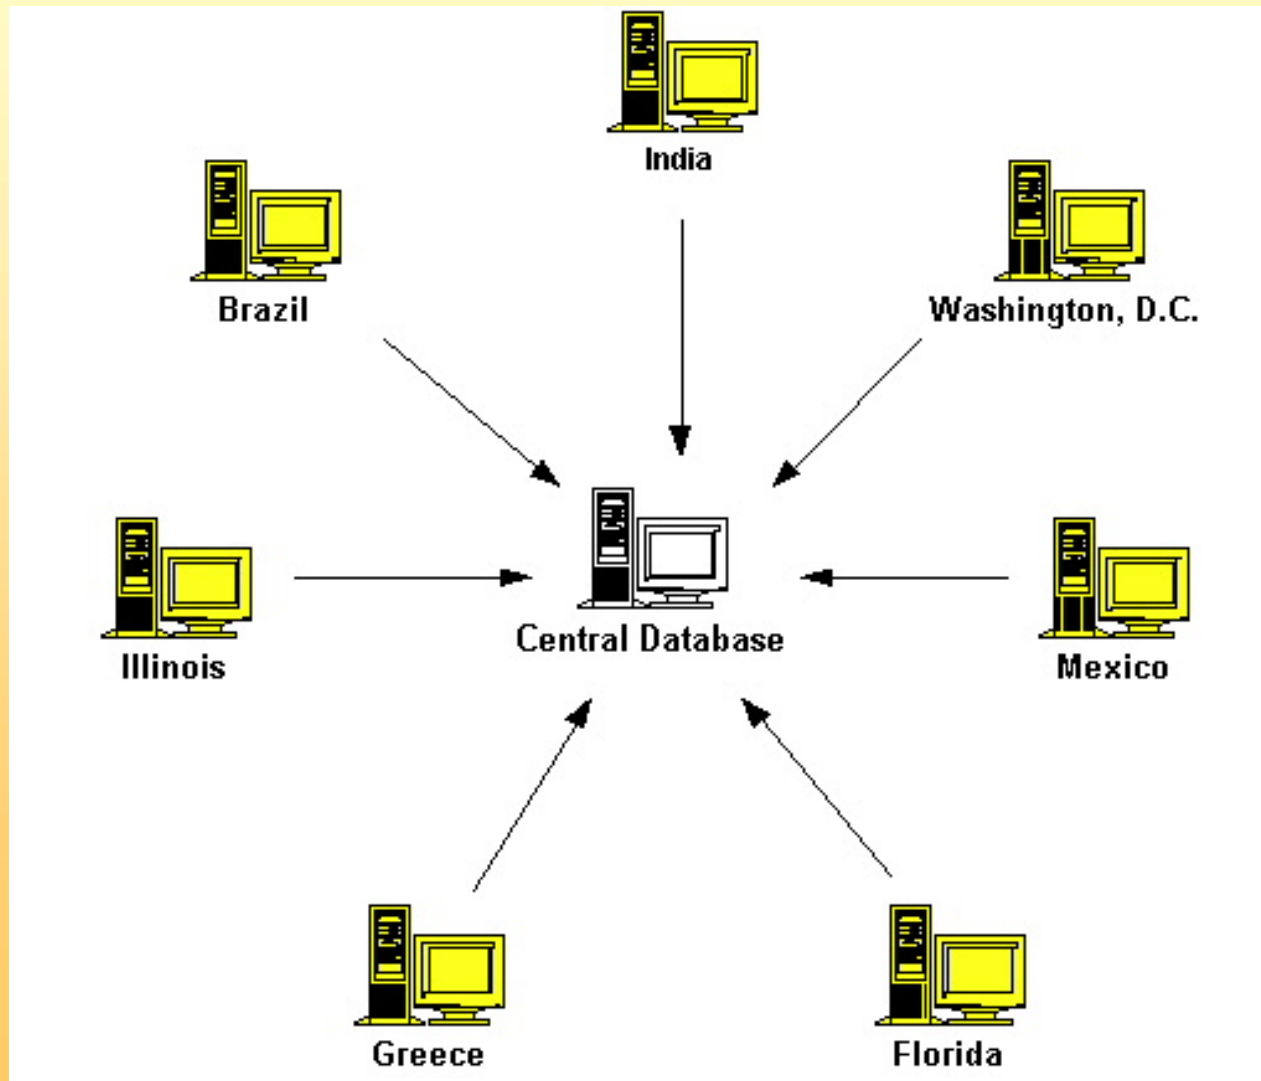 India
Brazil
Washington, D.C.
Central Database
Illinois
Mexico
Greece
Florida